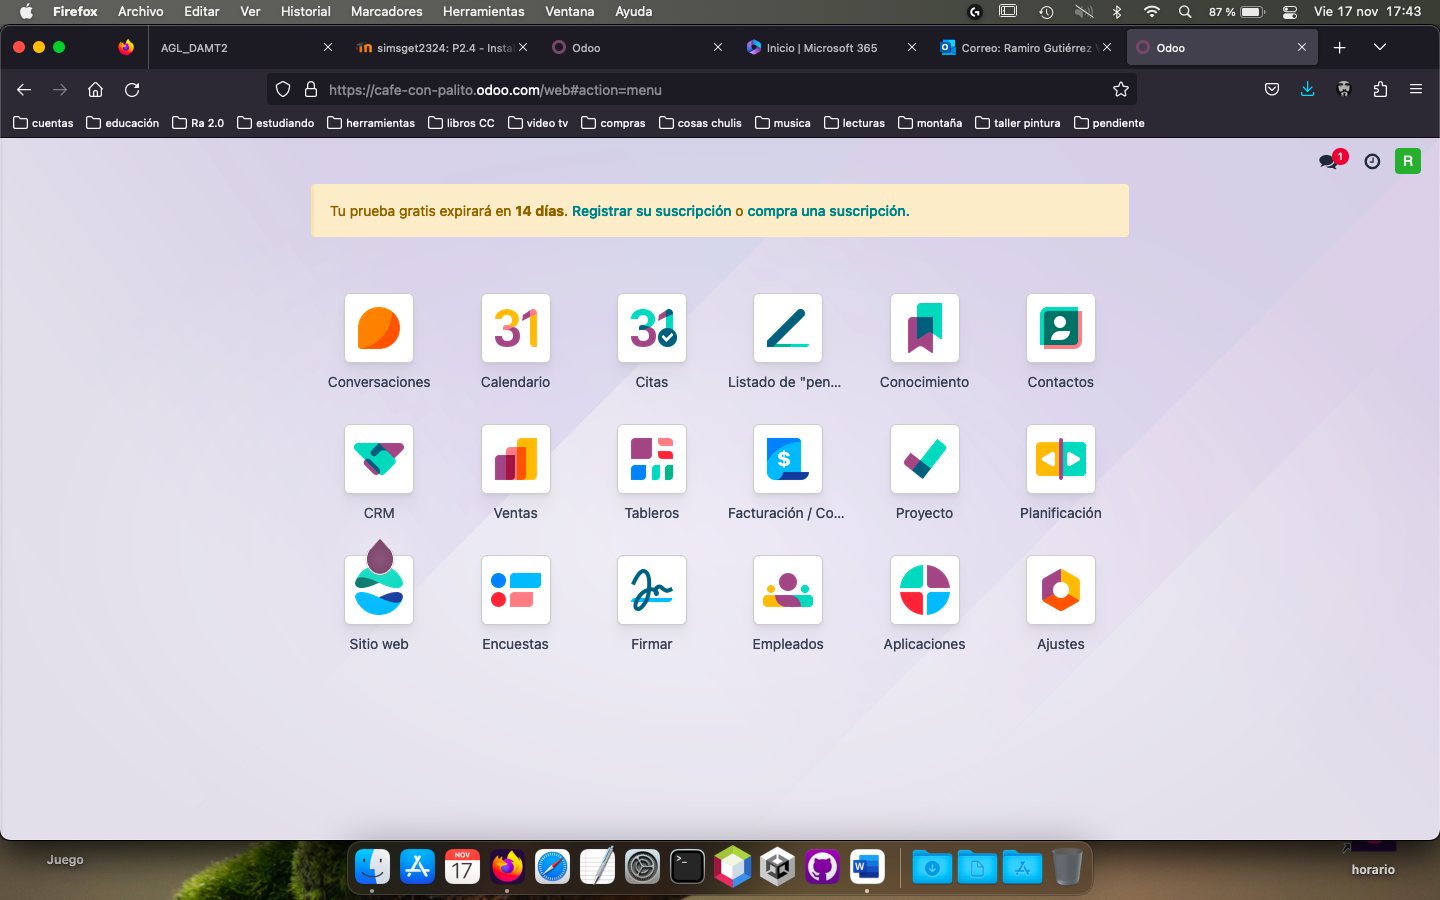 Firefox Archivo Editar Ver Historial Marcadores Herramientas Ventana Ayuda 87 % Vie 17 nov 17:43
AGL_DAMT2 simsget2324: P2.4 - Insta Odoo Inicio | Microsoft 365 Correo: Ramiro Gutiérrez Odoo
https://cafe-con-palito.odoo.com/web#action=menu
cuentas educación Ra 2.0 estudiando herramientas libros CC video tv compras cosas chulis musica lecturas montaña taller pintura pendiente
1 R
Tu prueba gratis expirará en 14 días. Registrar su suscripción o compra una suscripción.
31 31
Conversaciones Calendario Citas Listado de "pen... Conocimiento Contactos
$
CRM Ventas Tableros Facturación / Co... Proyecto Planificación
Sitio web Encuestas Firmar Empleados Aplicaciones Ajustes
Juego
NOV
17
>_
W
horario